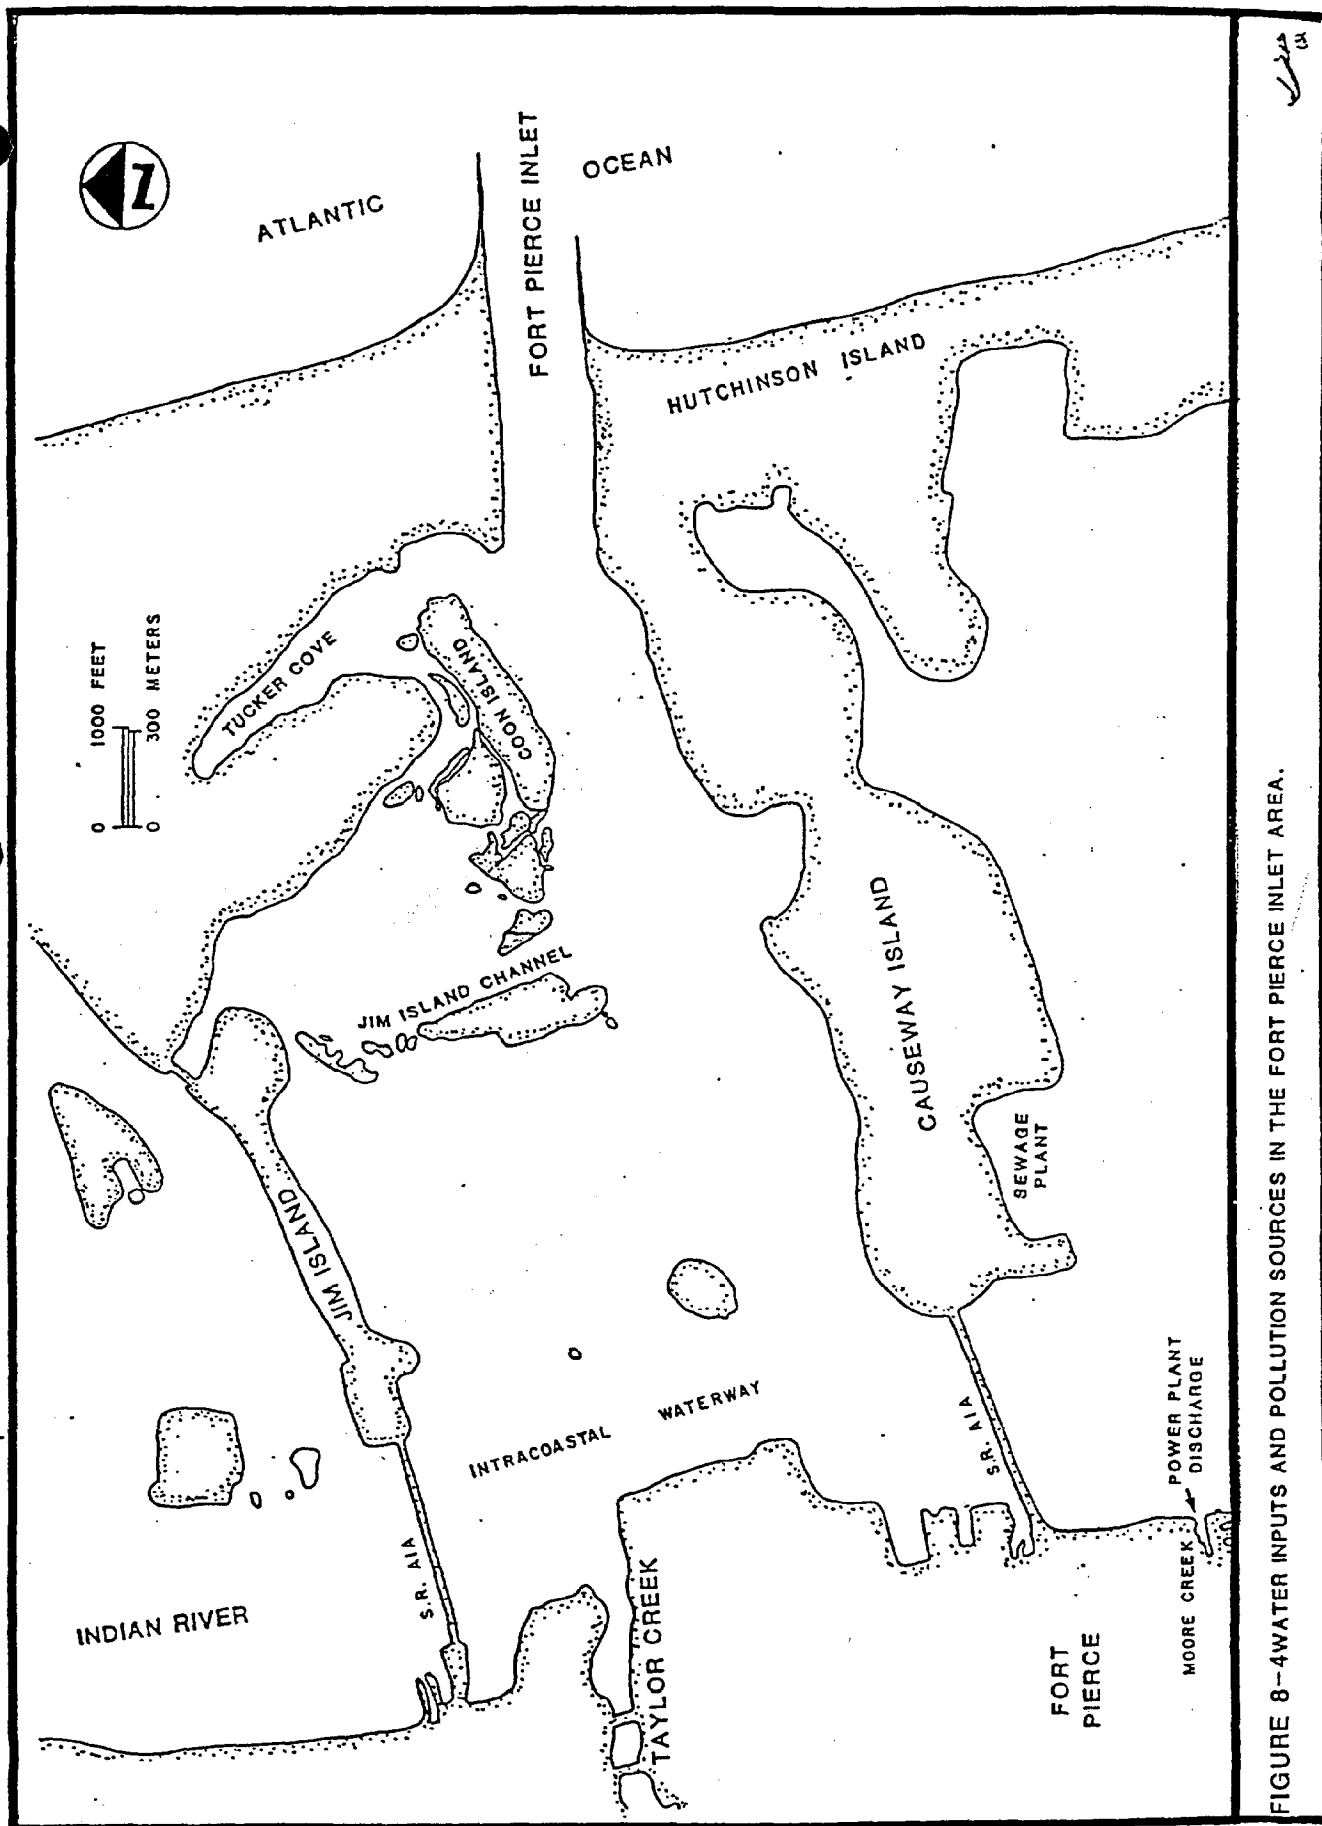 N
ATLANTIC
OCEAN
FORT PIERCE INLET
1000 FEET
0
300 METERS
0
TUCKER COVE
COON ISLAND
HUTCHINSON ISLAND
JIM ISLAND CHANNEL
CAUSEWAY ISLAND
SEWAGE
PLANT
JIM ISLAND
INTRACOASTAL WATERWAY
S.R. A1A
S.R. A1A
INDIAN RIVER
TAYLOR CREEK
FORT
PIERCE
MOORE CREEK
POWER PLANT
DISCHARGE
FIGURE 8-4WATER INPUTS AND POLLUTION SOURCES IN THE FORT PIERCE INLET AREA.